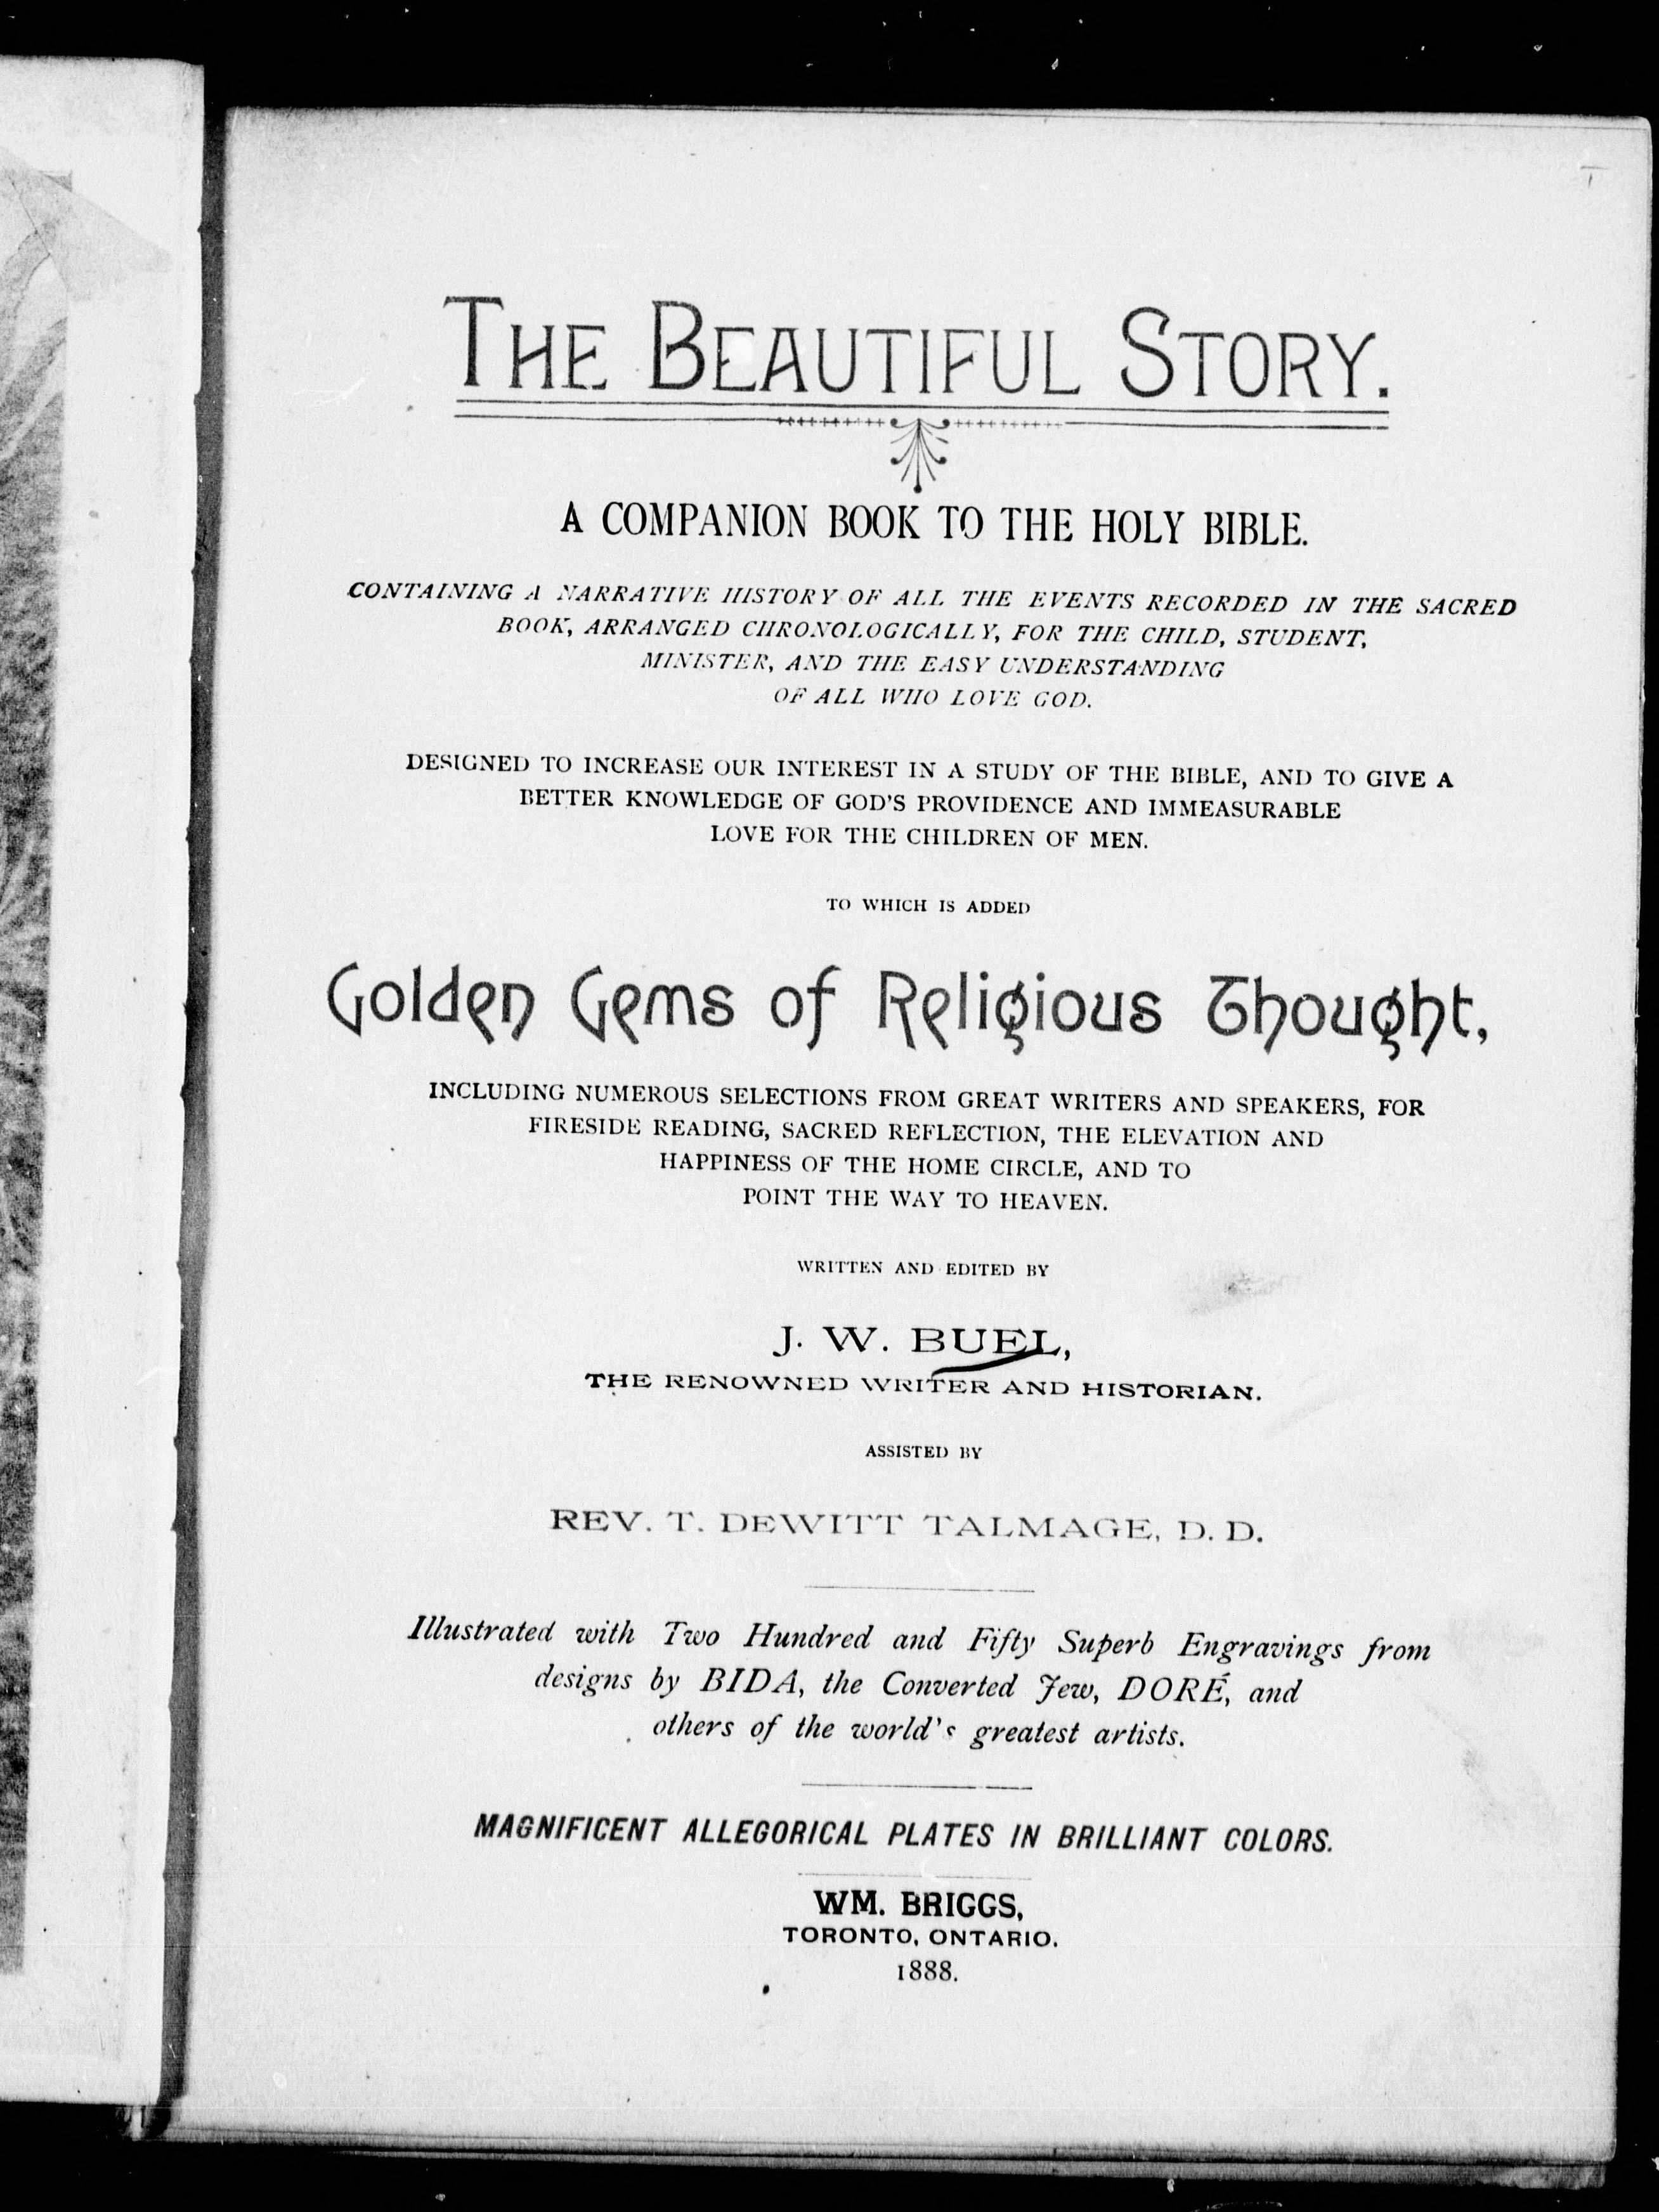 THE BEAUTIFUL STORY.
A COMPANION BOOK TO THE HOLY BIBLE.
CONTAINING A NARRATIVE HISTORY OF ALL THE EVENTS RECORDED IN THE SACRED
BOOK, ARRANGED CHRONOLOGICALLY, FOR THE CHILD, STUDENT,
MINISTER, AND THE EASY UNDERSTANDING
OF ALL WHO LOVE GOD.
DESIGNED TO INCREASE OUR INTEREST IN A STUDY OF THE BIBLE, AND TO GIVE A
BETTER KNOWLEDGE OF GOD'S PROVIDENCE AND IMMEASURABLE
LOVE FOR THE CHILDREN OF MEN.
TO WHICH IS ADDED
Golden Gems of Religious Thought,
INCLUDING NUMEROUS SELECTIONS FROM GREAT WRITERS AND SPEAKERS, FOR
FIRESIDE READING, SACRED REFLECTION, THE ELEVATION AND
HAPPINESS OF THE HOME CIRCLE, AND TO
POINT THE WAY TO HEAVEN.
WRITTEN AND EDITED BY
J. W. BUEL,
THE RENOWNED WRITER AND HISTORIAN.
ASSISTED BY
REV. T. DEWITT TALMAGE, D. D.
Illustrated with Two Hundred and Fifty Superb Engravings from
designs by BIDA, the Converted Jew, DORÉ, and
others of the world's greatest artists.
MAGNIFICENT ALLEGORICAL PLATES IN BRILLIANT COLORS.
WM. BRIGGS,
TORONTO, ONTARIO.
1888.